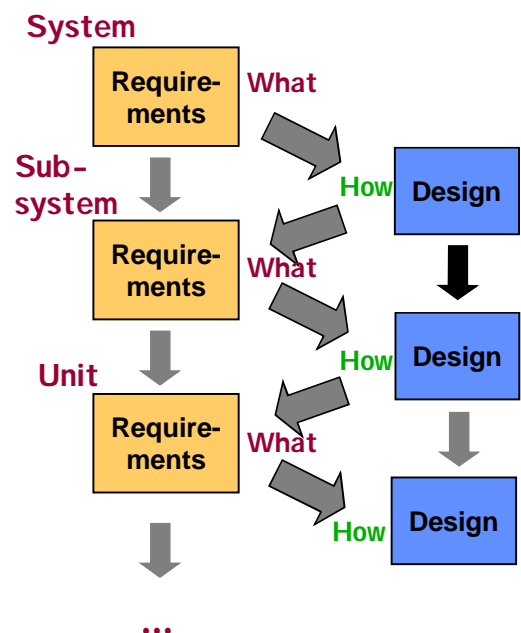 System
Require-
ments
What
Sub-
system
How
Design
Require-
ments
What
Unit
How
Design
Require-
ments
What
How
Design
...